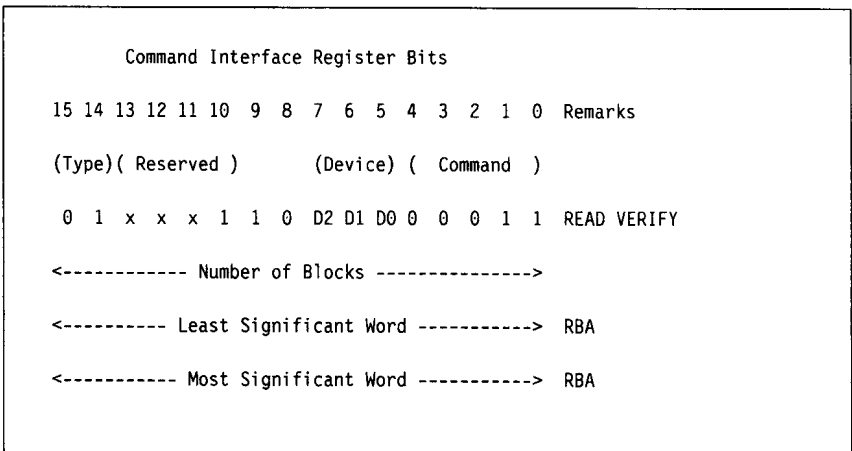 Command Interface Register Bits
15 14 13 12 11 10 9 8 7 6 5 4 3 2 1 0 Remarks
(Type)( Reserved ) (Device) ( Command )
0 1 x x x 1 1 0 D2 D1 D0 0 0 0 1 1 READ VERIFY
<------------ Number of Blocks --------------->
<---------- Least Significant Word -----------> RBA
<----------- Most Significant Word -----------> RBA